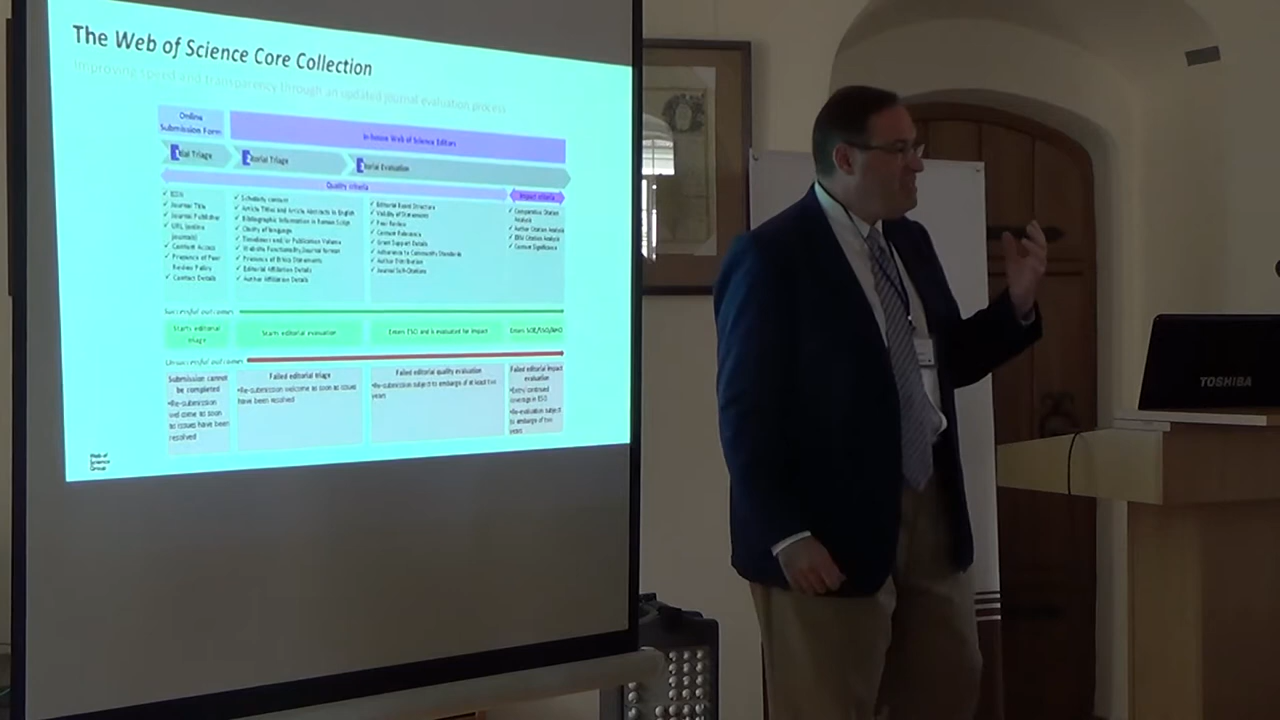 The Web of Science Core Collection
Improving speed and transparency through an updated journal evaluation process
Online
Submission Form
In-house Web of Science Editors
Triage
Editorial Triage
Editorial Evaluation
Quality criteria
Impact criteria
✓ ISSN
✓ Journal Title
✓ Journal Publisher
✓ URL (online
journals)
✓ Content Access
✓ Presence of Peer
Review Policy
✓ Contact Details
✓ Scholarly content
✓ Article Titles and Article Abstracts in English
✓ Bibliographic Information in Roman Script
✓ Clarity of language
✓ Timeliness and/or Publication Volume
✓ Website Functionality/Journal format
✓ Presence of Ethics Statements
✓ Editorial Affiliation Details
✓ Author Affiliation Details
✓ Editorial Board Structure
✓ Validity of Statements
✓ Peer Review
✓ Content Relevance
✓ Grant Support Details
✓ Adherence to Community Standards
✓ Author Distribution
✓ Journal Self-Citations
✓ Comparative Citation
Analysis
✓ Author Citation Analysis
✓ EBM Citation Analysis
✓ Content Significance
Successful outcomes
Starts editorial
triage
Starts editorial evaluation
Enters ESCI and is evaluated for impact
Enters SCIE/SSCI/AHCI
Unsuccessful outcomes
Submission cannot
be completed
•Re-submission
welcome as soon
as issues have been
resolved
Failed editorial triage
•Re-submission welcome as soon as issues
have been resolved
Failed editorial quality evaluation
•Re-submission subject to embargo of at least two
years
Failed editorial impact
evaluation
•Entry/continued
coverage in ESCI
•Re-evaluation subject
to embargo of two
years
Web of
Science
Group
TOSHIBA